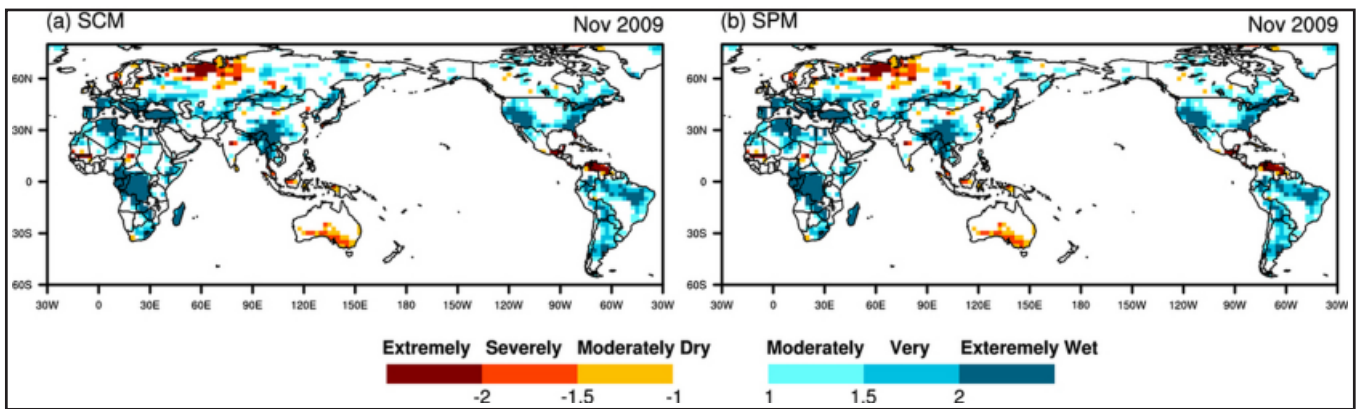 (a) SCM Nov 2009
60N
30N
0
30S
60S
30W 0 30E 60E 90E 120E 150E 180 150W 120W 90W 60W 30W
(b) SPM Nov 2009
60N
30N
0
30S
60S
30W 0 30E 60E 90E 120E 150E 180 150W 120W 90W 60W 30W
Extremely Severely Moderately Dry
-2 -1.5 -1
Moderately Very Exteremely Wet
1 1.5 2